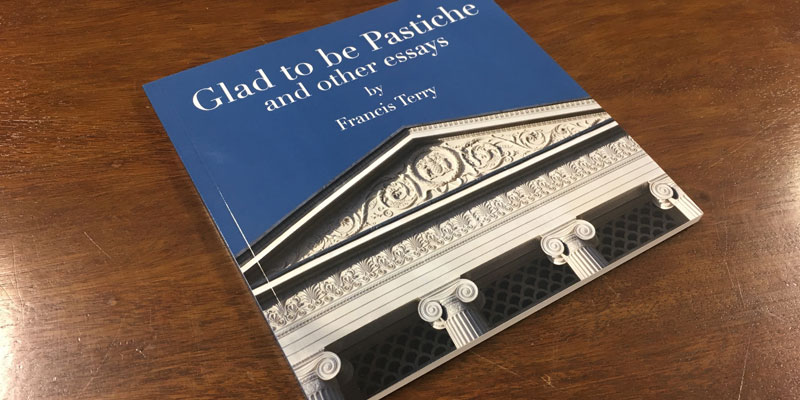 Glad to be Pastiche
and other essays
by
Francis Terry